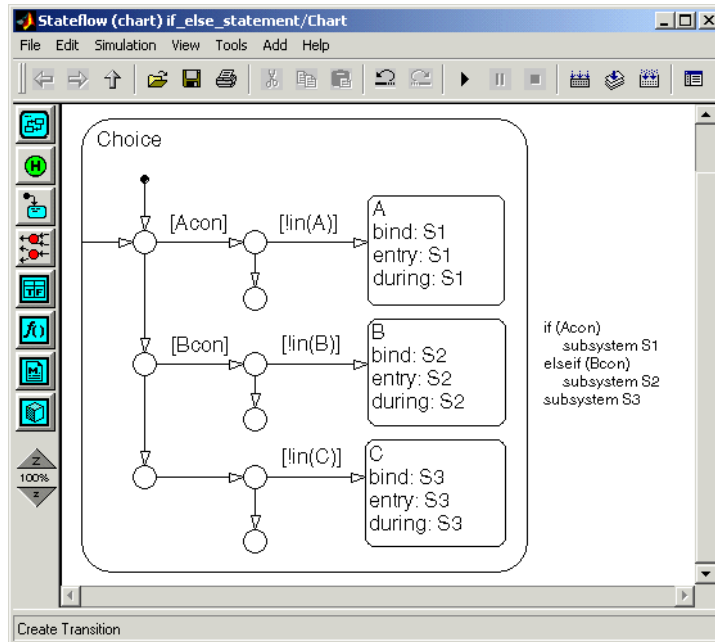 Stateflow (chart) if_else_statement/Chart
File Edit Simulation View Tools Add Help
Choice
[Acon]
[!in(A)]
A
bind: S1
entry: S1
during: S1
[Bcon]
[!in(B)]
B
bind: S2
entry: S2
during: S2
[!in(C)]
C
bind: S3
entry: S3
during: S3
if (Acon)
subsystem S1
elseif (Bcon)
subsystem S2
subsystem S3
H
TF
f()
M
Z
100%
z
Create Transition